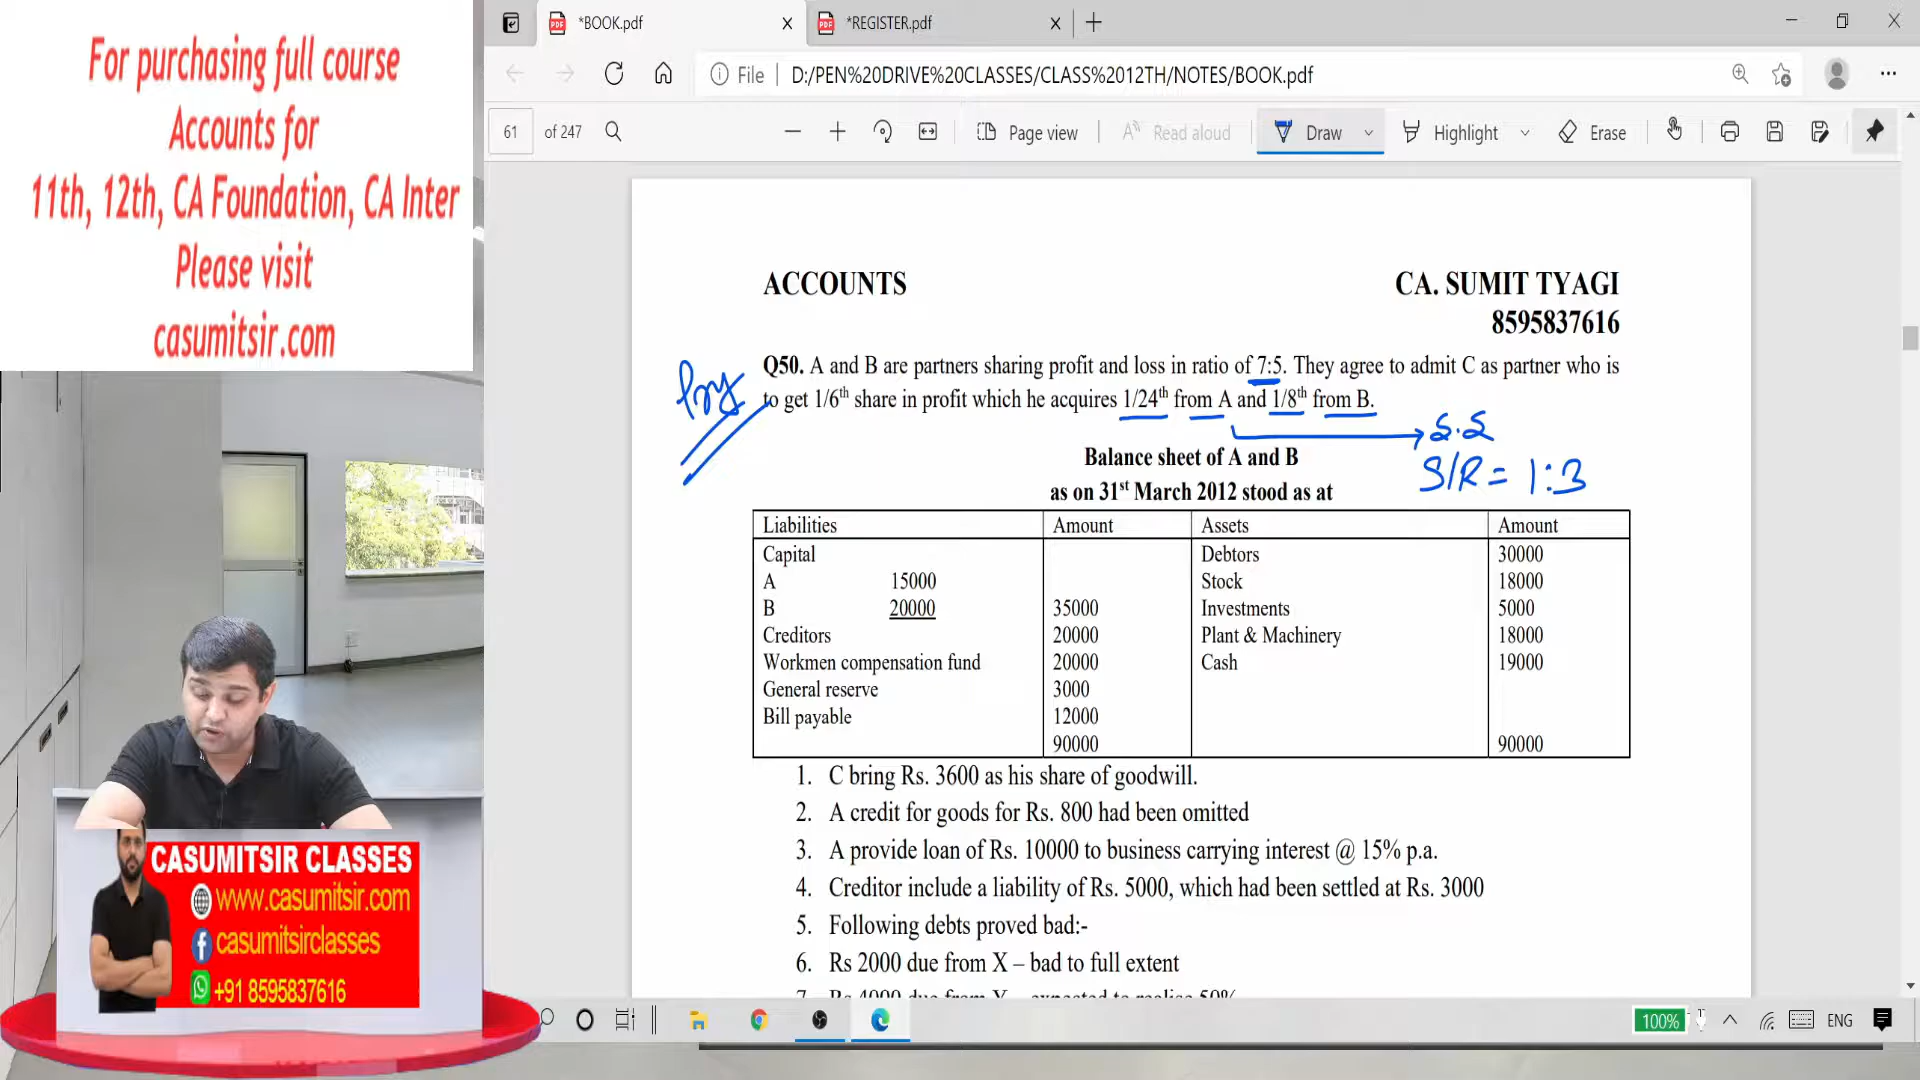 For purchasing full course
Accounts for
11th, 12th, CA Foundation, CA Inter
Please visit
casumitsir.com
*BOOK.pdf
*REGISTER.pdf
File
D:/PEN%20DRIVE%20CLASSES/CLASS%2012TH/NOTES/BOOK.pdf
61 of 247
Page view
Read aloud
Draw
Highlight
Erase
ACCOUNTS
CA. SUMIT TYAGI
8595837616
Q50. A and B are partners sharing profit and loss in ratio of 7:5. They agree to admit C as partner who is
to get 1/6th share in profit which he acquires 1/24th from A and 1/8th from B.
S.S
S/R = 1:3
Balance sheet of A and B
as on 31st March 2012 stood as at
Liabilities Amount Assets Amount
Capital Debtors 30000
A 15000 Stock 18000
B 20000 35000 Investments 5000
Creditors 20000 Plant & Machinery 18000
Workmen compensation fund 20000 Cash 19000
General reserve 3000
Bill payable 12000
90000 90000
1. C bring Rs. 3600 as his share of goodwill.
2. A credit for goods for Rs. 800 had been omitted
3. A provide loan of Rs. 10000 to business carrying interest @ 15% p.a.
4. Creditor include a liability of Rs. 5000, which had been settled at Rs. 3000
5. Following debts proved bad:-
6. Rs 2000 due from X – bad to full extent
7. Rs 4000 due from Y – expected to realise 50%
CASUMITSIR CLASSES
www.casumitsir.com
casumitsirclasses
+91 8595837616
100%
ENG